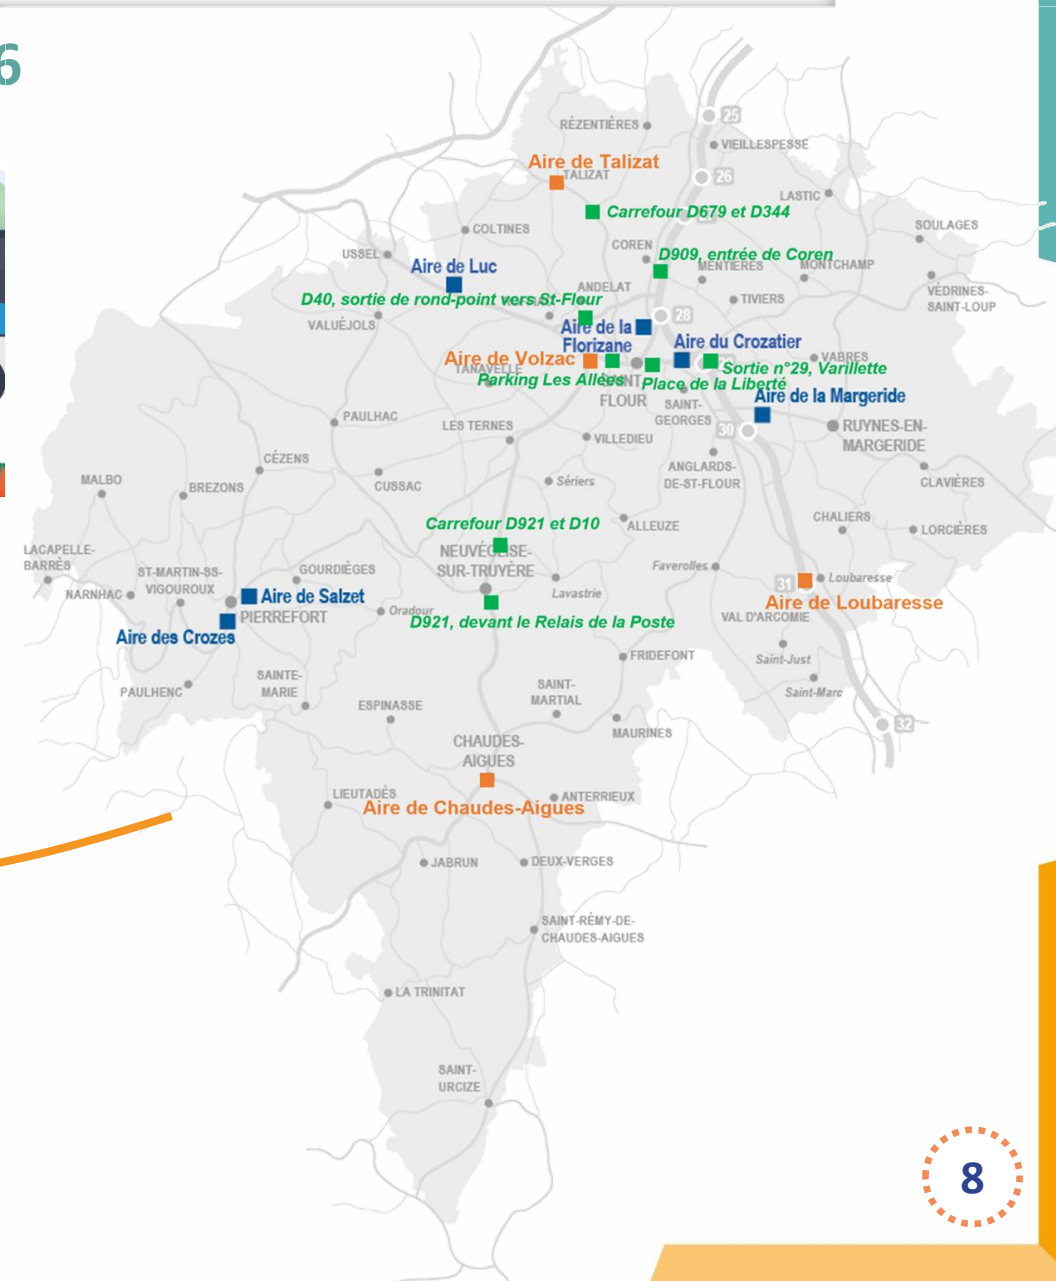 6
25
RÉZENTIÈRES
VIEILLESPESSE
Aire de Talizat
TALIZAT
26
LASTIC
Carrefour D679 et D344
SOULAGES
COLTINES
COREN
USSEL
D909, entrée de Coren
MENTIÈRES
MONTCHAMP
Aire de Luc
ANDELAT
VÉDRINES-
SAINT-LOUP
D40, sortie de rond-point vers St-Flour
TIVIERS
VALUÉJOLS
28
Aire de la
Florizane
Aire du Crozatier
Aire de Volzac
VABRES
TANAVELLE
Sortie n°29, Varillette
Parking Les Allées
SAINT-
FLOUR
Place de la Liberté
Aire de la Margeride
SAINT-
GEORGES
PAULHAC
LES TERNES
VILLEDIEU
30
RUYNES-EN-
MARGERIDE
CÉZENS
ANGLARDS-
DE-ST-FLOUR
MALBO
BREZONS
CUSSAC
Sériers
CLAVIÈRES
Carrefour D921 et D10
ALLEUZE
CHALIERS
LORCIÈRES
LACAPELLE-
BARRÈS
NEUVÉGLISE-
SUR-TRUYÈRE
ST-MARTIN-SS-
VIGOUROUX
GOURDIÈGES
Faverolles
31
Loubaresse
NARNHAC
Aire de Salzet
Lavastrie
Aire de Loubaresse
Oradour
PIERREFORT
D921, devant le Relais de la Poste
VAL D'ARCOMIE
Aire des Crozes
FRIDEFONT
Saint-Just
SAINTE-
MARIE
PAULHENC
SAINT-
MARTIAL
Saint-Marc
ESPINASSE
32
MAURINES
CHAUDES-
AIGUES
LIEUTADÈS
ANTERRIEUX
Aire de Chaudes-Aigues
JABRUN
DEUX-VERGES
SAINT-RÉMY-DE-
CHAUDES-AIGUES
LA TRINITAT
SAINT-
URCIZE
8